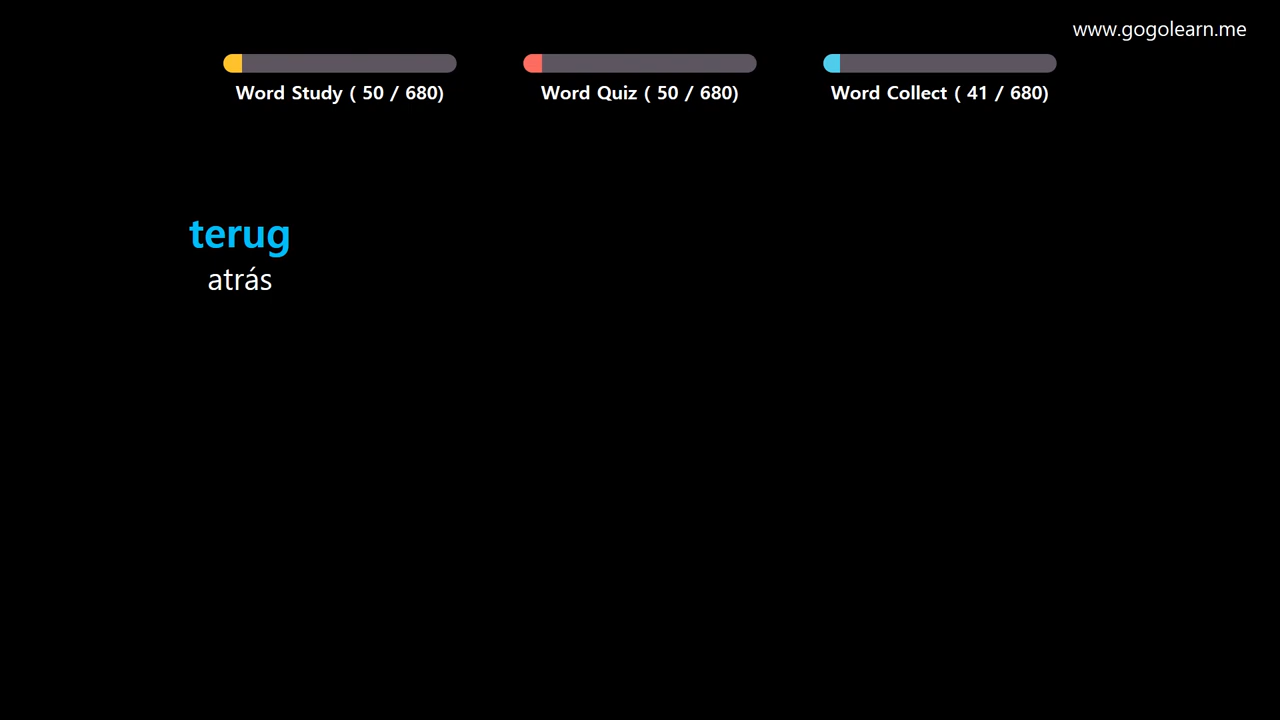 www.gogolearn.me
Word Study ( 50 / 680)
Word Quiz ( 50 / 680)
Word Collect ( 41 / 680)
terug
atrás